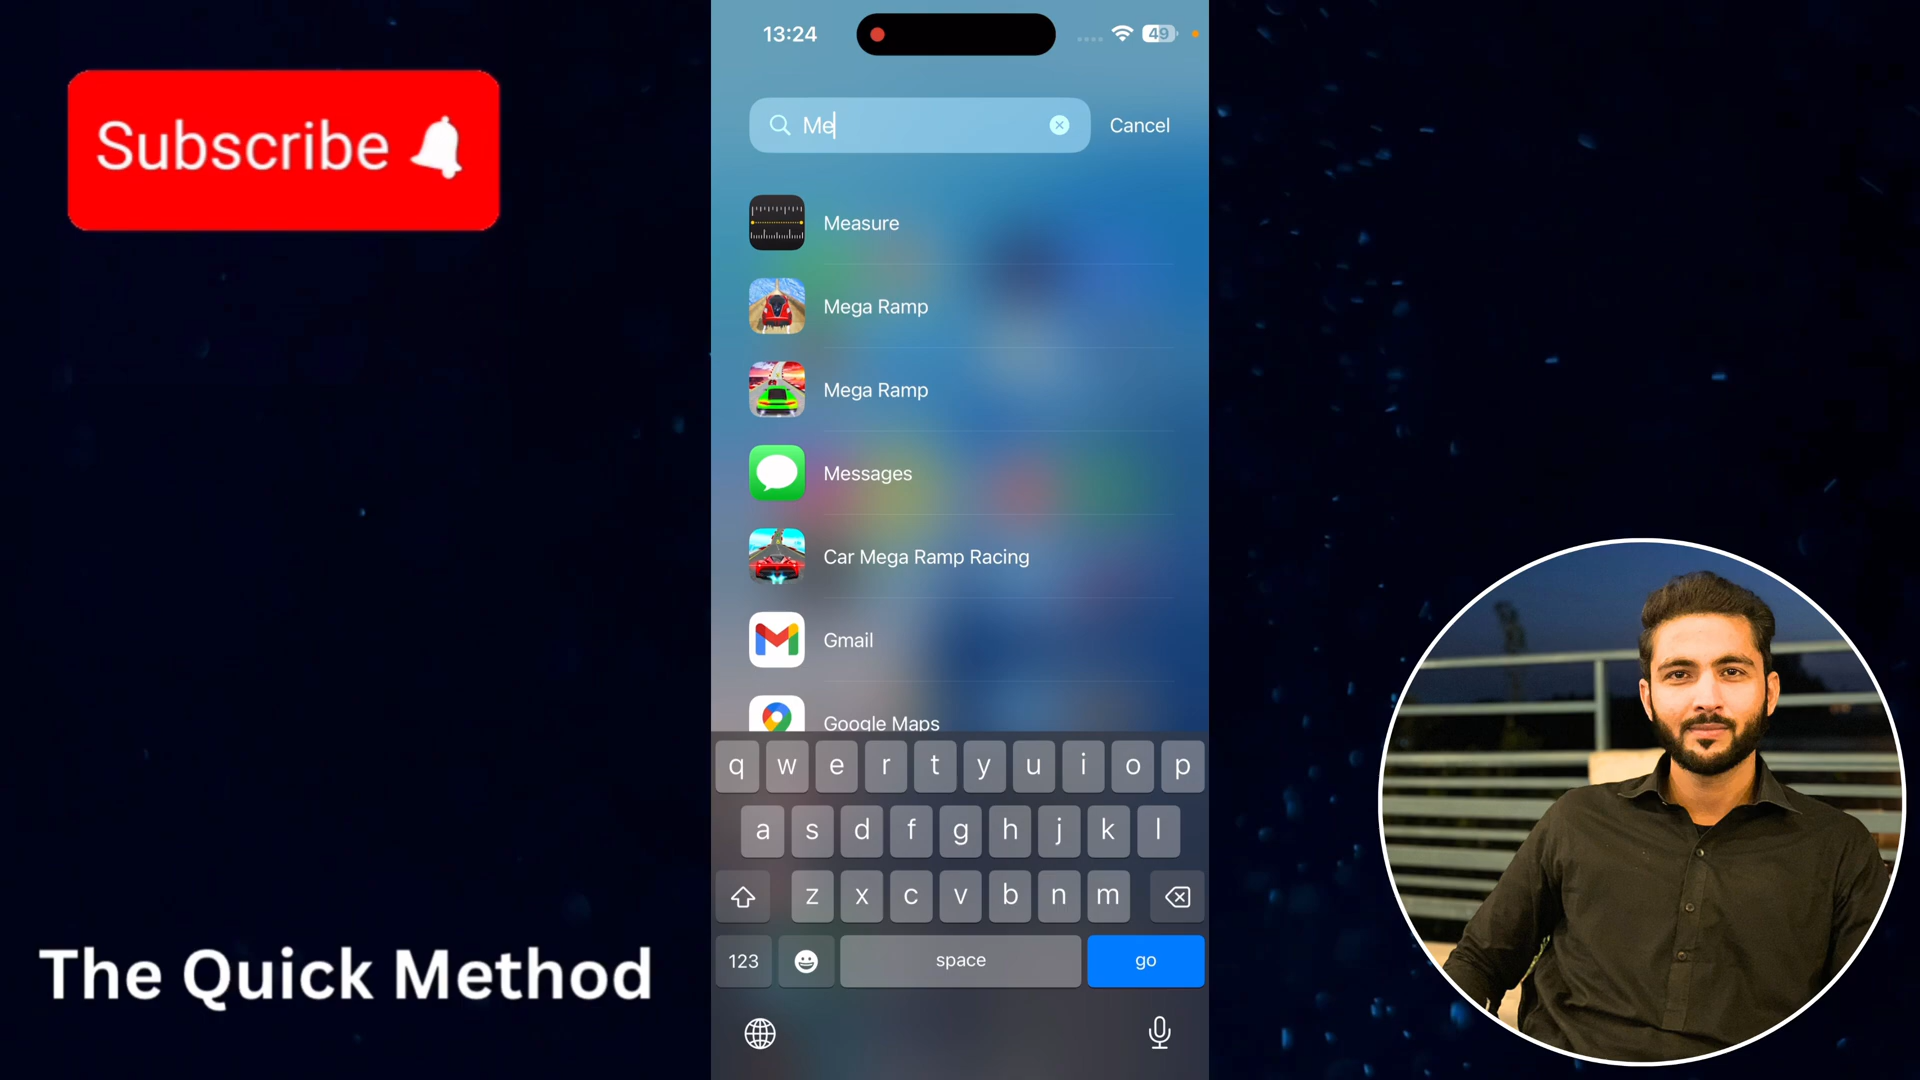 Subscribe
The Quick Method
13:24
49
Me
Cancel
Measure
Mega Ramp
Mega Ramp
Messages
Car Mega Ramp Racing
Gmail
Google Maps
q w e r t y u i o p
a s d f g h j k l
z x c v b n m
123 space go